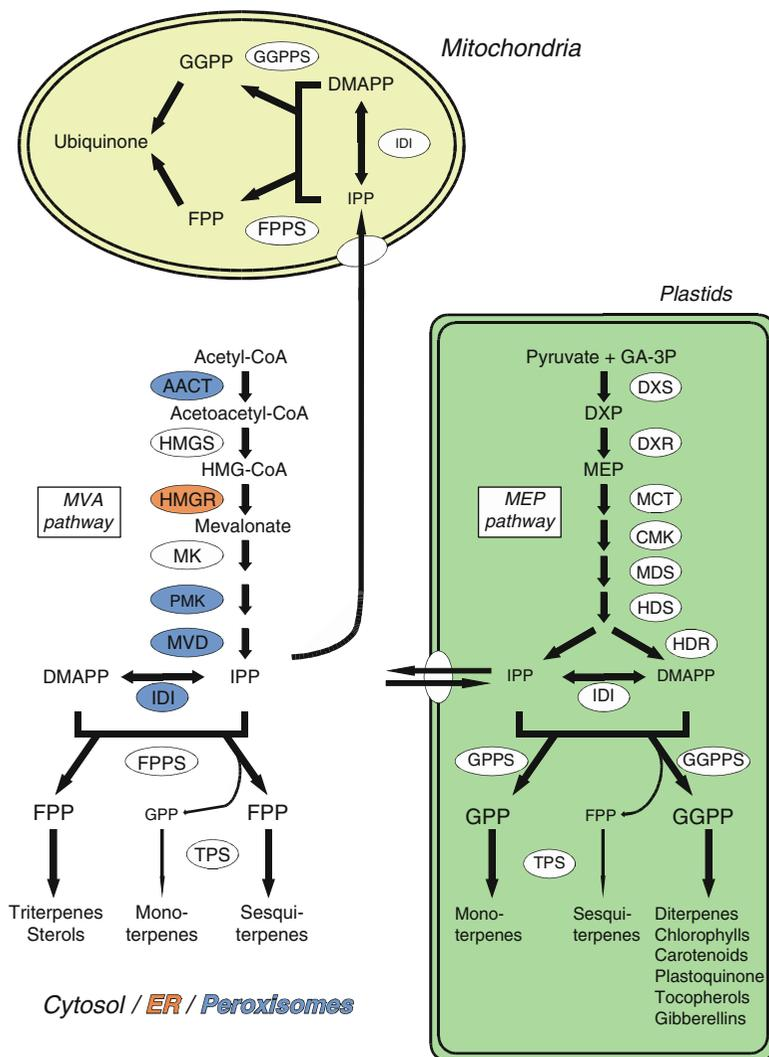 Mitochondria
GGPP
GGPPS
DMAPP
Ubiquinone
IDI
IPP
FPP
FPPS
Plastids
Acetyl-CoA
AACT
Acetoacetyl-CoA
HMGS
HMG-CoA
MVA
pathway
HMGR
Mevalonate
MK
PMK
MVD
DMAPP
IPP
IDI
FPPS
FPP
GPP
FPP
TPS
Triterpenes
Sterols
Mono-
terpenes
Sesqui-
terpenes
Cytosol / ER / Peroxisomes
Pyruvate + GA-3P
DXS
DXP
DXR
MEP
MEP
pathway
MCT
CMK
MDS
HDS
HDR
IPP
DMAPP
IDI
GPPS
GGPPS
GPP
FPP
GGPP
TPS
Mono-
terpenes
Sesqui-
terpenes
Diterpenes
Chlorophylls
Carotenoids
Plastoquinone
Tocopherols
Gibberellins